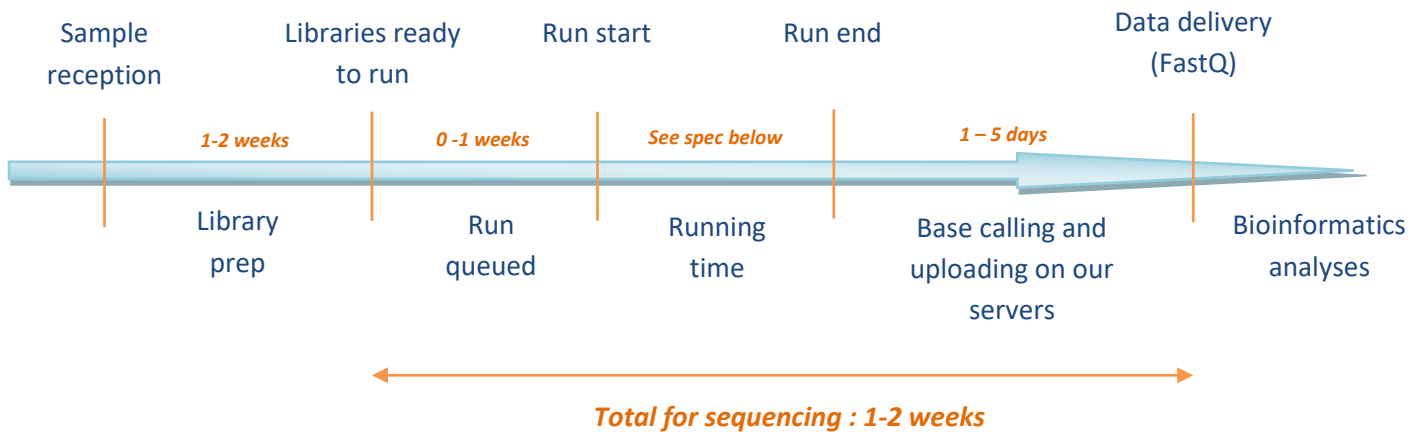 Sample
reception
Libraries ready
to run
Run start
Run end
Data delivery
(FastQ)
1-2 weeks
0 -1 weeks
See spec below
1 – 5 days
Library
prep
Run
queued
Running
time
Base calling and
uploading on our
servers
Bioinformatics
analyses
Total for sequencing : 1-2 weeks